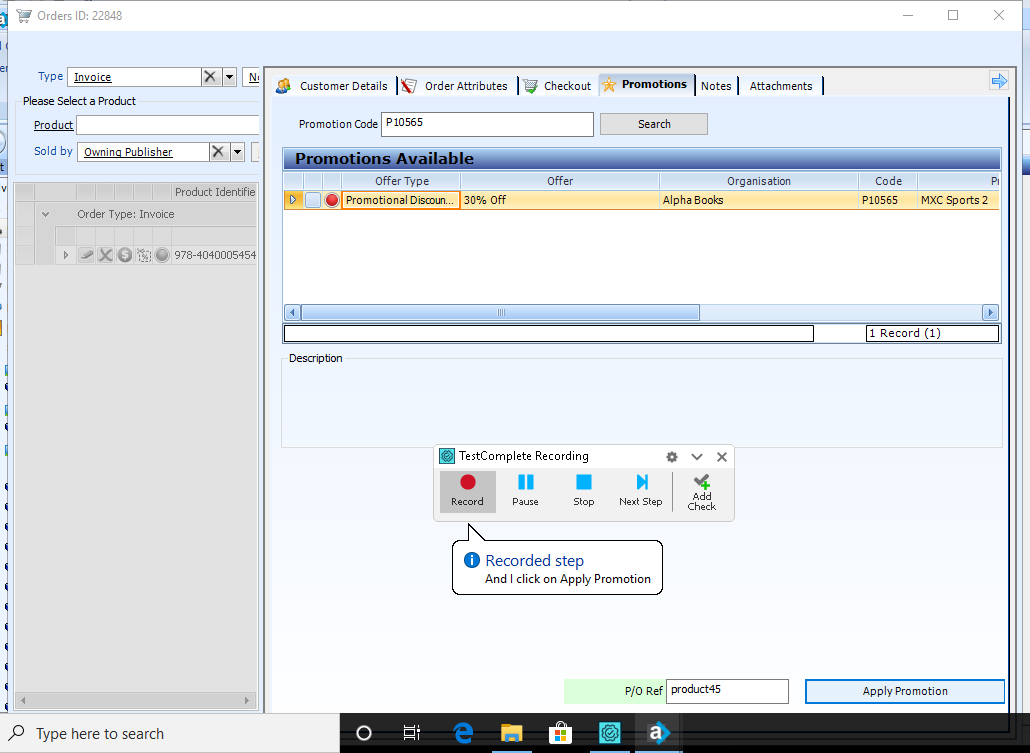 Orders ID: 22848
Type Invoice
Please Select a Product
Product
Sold by Owning Publisher
Product Identifie
Order Type: Invoice
978-4040005454
Customer Details Order Attributes Checkout Promotions Notes Attachments
Promotion Code P10565 Search
Promotions Available
Offer Type Offer Organisation Code
Promotional Discoun... 30% Off Alpha Books P10565 MXC Sports 2
1 Record (1)
Description
TestComplete Recording
Record Pause Stop Next Step Add
Check
Recorded step
And I click on Apply Promotion
P/O Ref product45 Apply Promotion
Type here to search